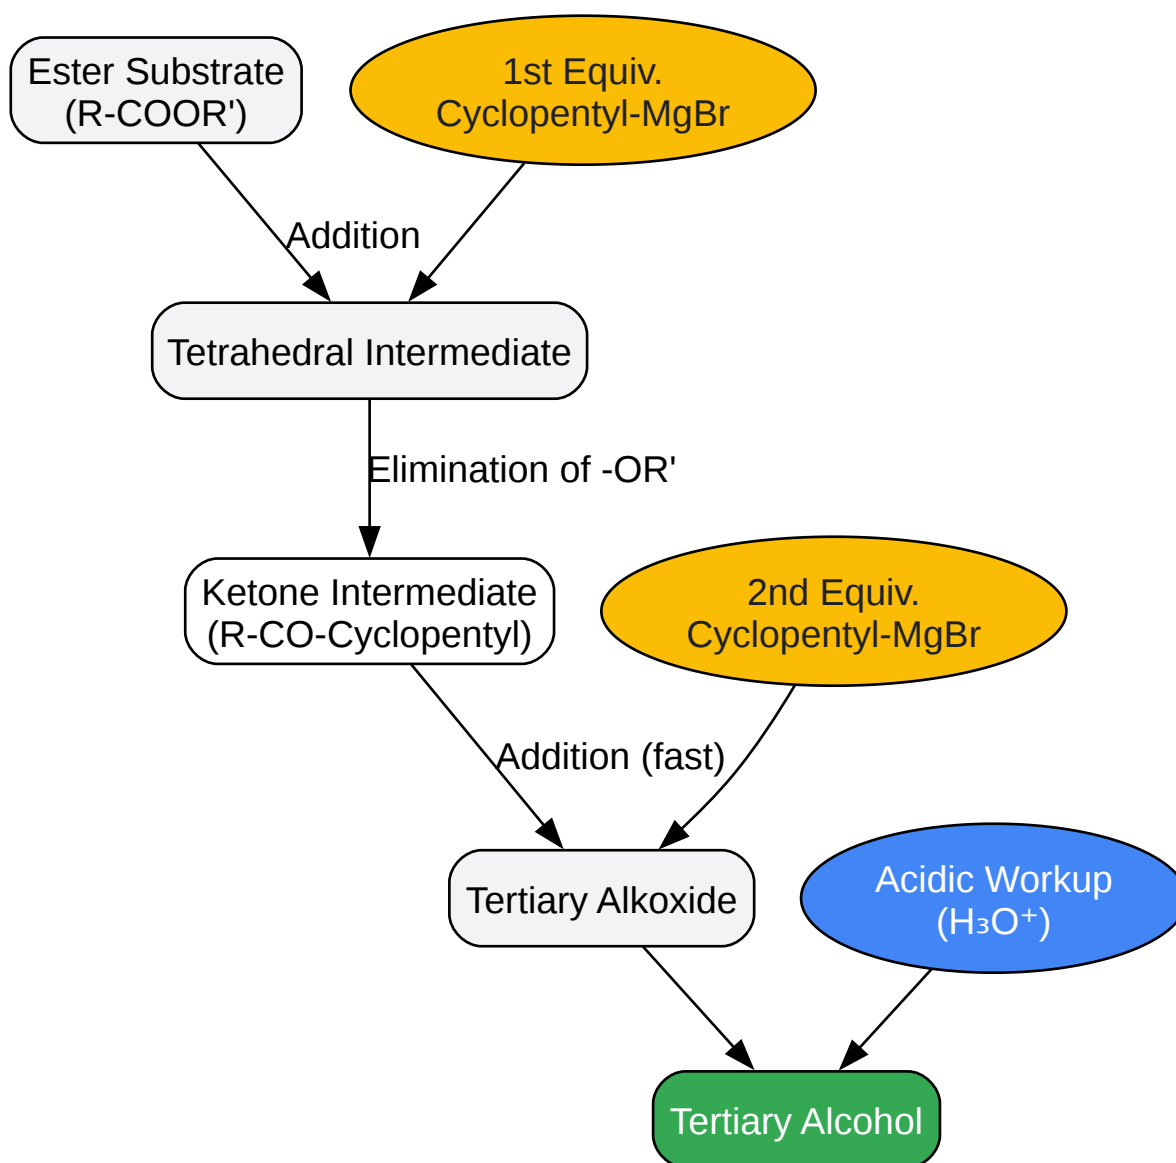 Ester Substrate
(R-COOR')
1st Equiv.
Cyclopentyl-MgBr
Addition
Tetrahedral Intermediate
Elimination of -OR'
Ketone Intermediate
(R-CO-Cyclopentyl)
2nd Equiv.
Cyclopentyl-MgBr
Addition (fast)
Tertiary Alkoxide
Acidic Workup
(H₃O⁺)
Tertiary Alcohol